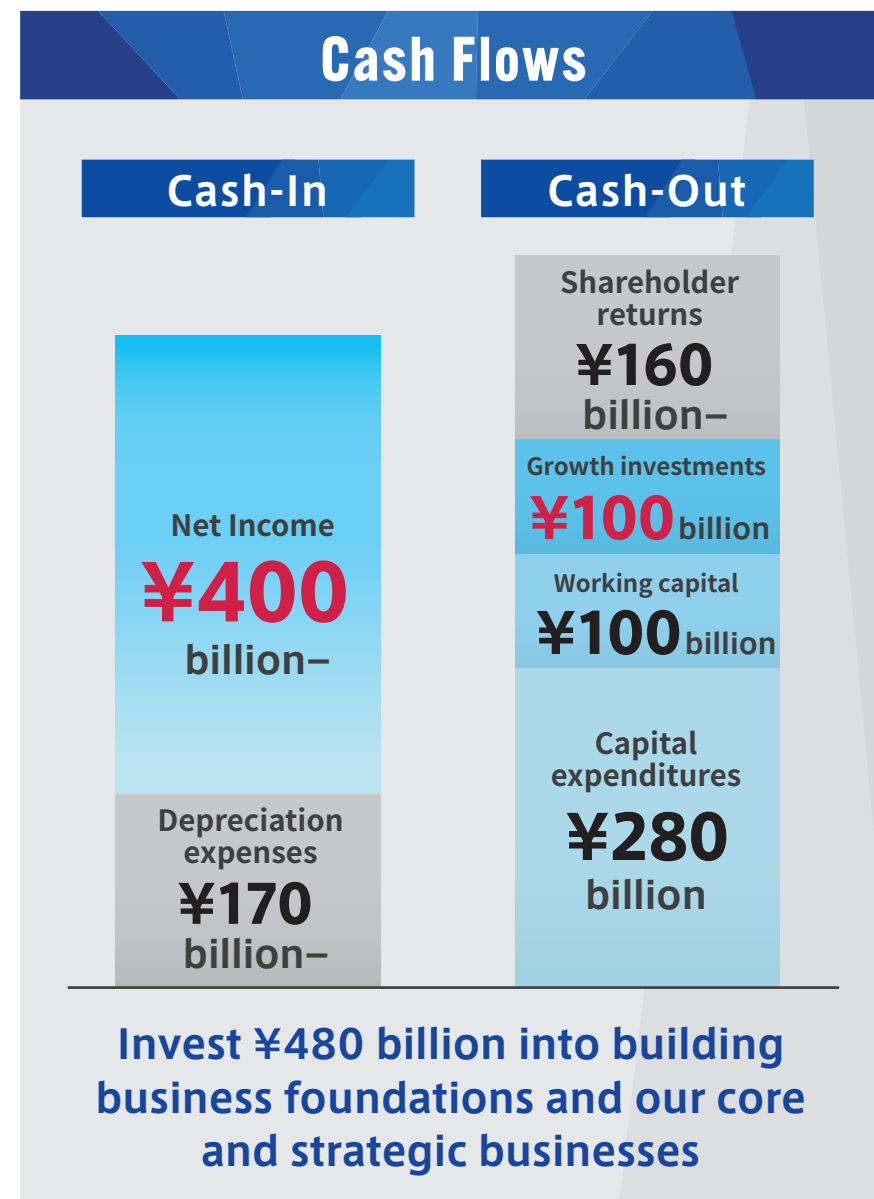 Cash Flows
Cash-In
Net Income
¥400
billion–
Depreciation
expenses
¥170
billion–
Cash-Out
Shareholder
returns
¥160
billion–
Growth investments
¥100 billion
Working capital
¥100 billion
Capital
expenditures
¥280
billion
Invest ¥480 billion into building
business foundations and our core
and strategic businesses